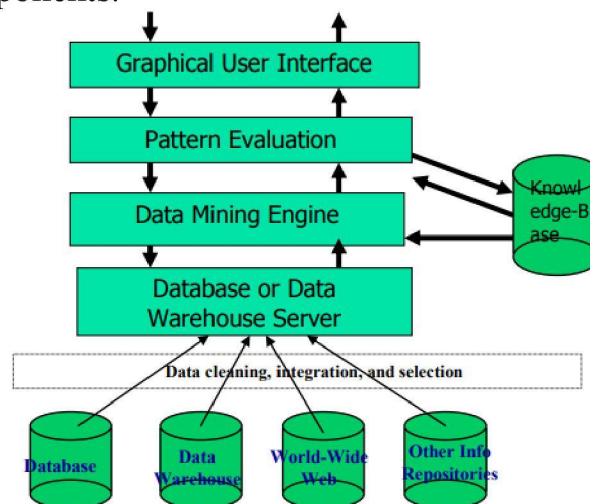 Graphical User Interface
Pattern Evaluation
Knowl
edge-B
ase
Data Mining Engine
Database or Data
Warehouse Server
Data cleaning, integration, and selection
Database
Data
Warehouse
World-Wide
Web
Other Info
Repositories